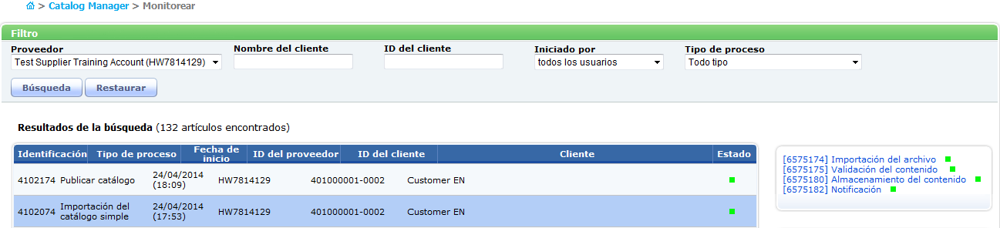 > Catalog Manager > Monitorear
Filtro
Proveedor Nombre del cliente ID del cliente Iniciado por Tipo de proceso
Test Supplier Training Account (HW7814129) todos los usuarios Todo tipo
Búsqueda Restaurar
Resultados de la búsqueda (132 artículos encontrados)
Identificación Tipo de proceso Fecha de inicio ID del proveedor ID del cliente Cliente Estado
4102174 Publicar catálogo 24/04/2014 (18:09) HW7814129 401000001-0002 Customer EN
4102074 Importación del catálogo simple 24/04/2014 (17:53) HW7814129 401000001-0002 Customer EN
[6575174] Importación del archivo
[6575175] Validación del contenido
[6575180] Almacenamiento del contenido
[6575182] Notificación